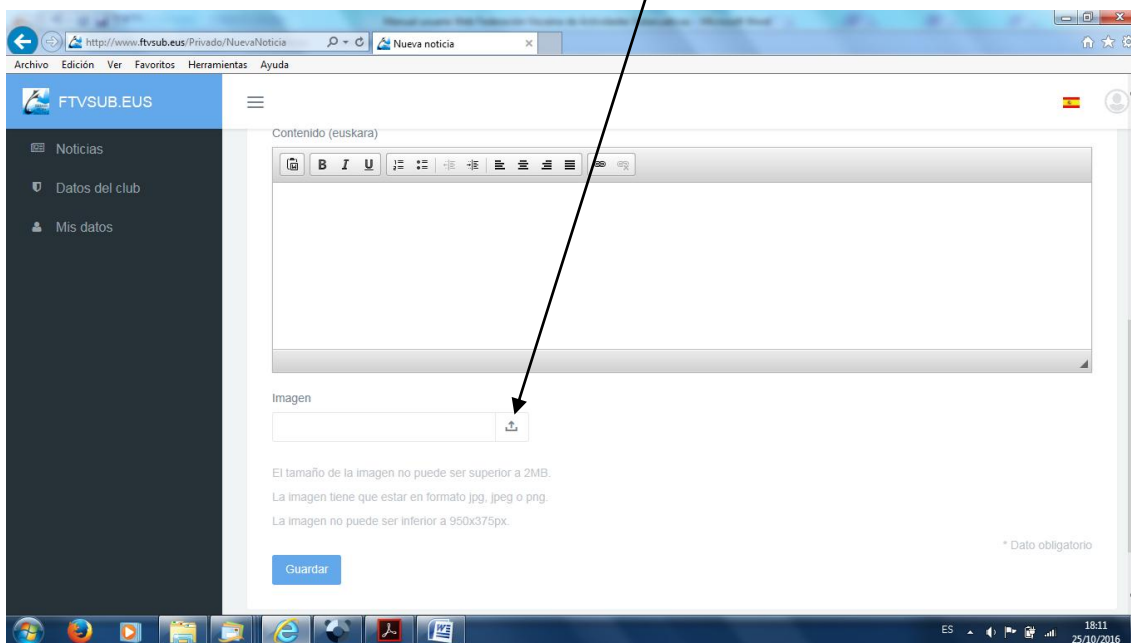 http://www.ftvsub.eus/Privado/NuevaNoticia
Nueva noticia
Archivo Edición Ver Favoritos Herramientas Ayuda
FTVSUB.EUS
Noticias
Datos del club
Mis datos
Contenido (euskara)
B I U
Imagen
El tamaño de la imagen no puede ser superior a 2MB.
La imagen tiene que estar en formato jpg, jpeg o png.
La imagen no puede ser inferior a 950x375px.
* Dato obligatorio
Guardar
ES
18:11
25/10/2016